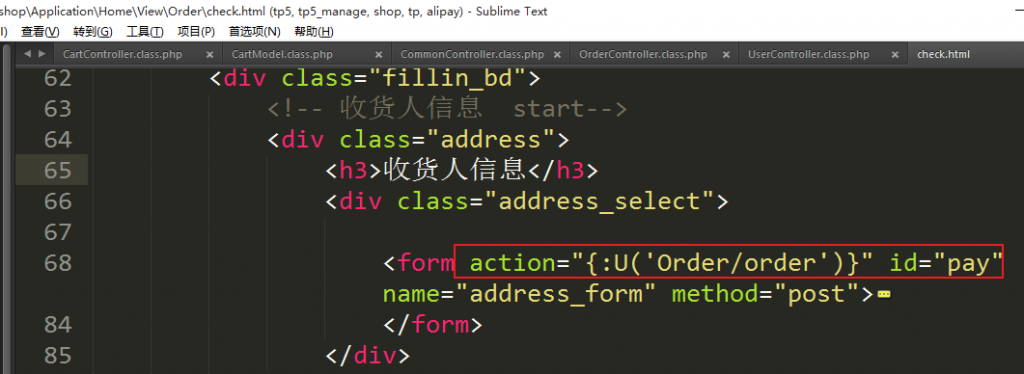 shop\Application\Home\View\Order\check.html (tp5, tp5_manage, shop, tp, alipay) - Sublime Text
I) 查看(V) 转到(G) 工具(T) 项目(P) 首选项(N) 帮助(H)
CartController.class.php × CartModel.class.php × CommonController.class.php × OrderController.class.php × UserController.class.php × check.html
62 <div class="fillin_bd">
63 <!-- 收货人信息  start-->
64 <div class="address">
65 <h3>收货人信息</h3>
66 <div class="address_select">
67
68 <form action="{:U('Order/order')}" id="pay"
name="address_form" method="post">
84 </form>
85 </div>